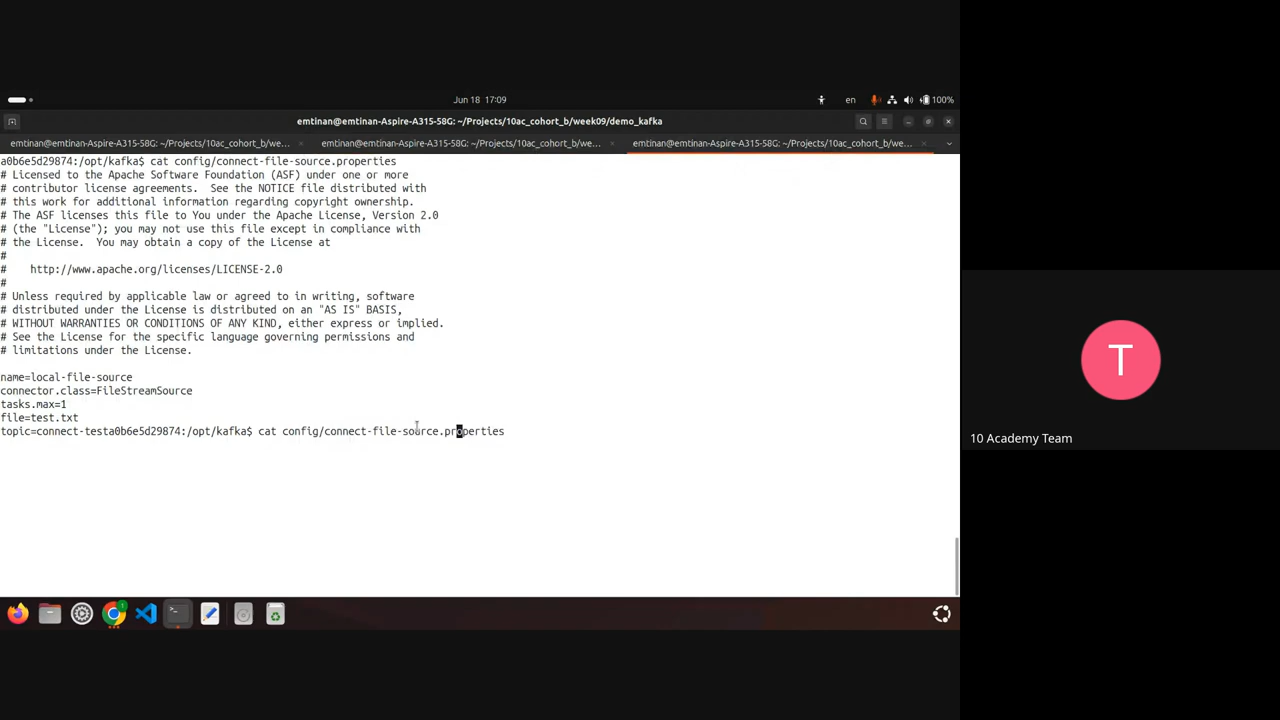 Jun 18 17:09
en
100%
emtinan@emtinan-Aspire-A315-58G: ~/Projects/10ac_cohort_b/week09/demo_kafka
emtinan@emtinan-Aspire-A315-58G: ~/Projects/10ac_cohort_b/we...
emtinan@emtinan-Aspire-A315-58G: ~/Projects/10ac_cohort_b/we...
emtinan@emtinan-Aspire-A315-58G: ~/Projects/10ac_cohort_b/we...
a0b6e5d29874:/opt/kafka$ cat config/connect-file-source.properties
# Licensed to the Apache Software Foundation (ASF) under one or more
# contributor license agreements.  See the NOTICE file distributed with
# this work for additional information regarding copyright ownership.
# The ASF licenses this file to You under the Apache License, Version 2.0
# (the "License"); you may not use this file except in compliance with
# the License.  You may obtain a copy of the License at
#
#    http://www.apache.org/licenses/LICENSE-2.0
#
# Unless required by applicable law or agreed to in writing, software
# distributed under the License is distributed on an "AS IS" BASIS,
# WITHOUT WARRANTIES OR CONDITIONS OF ANY KIND, either express or implied.
# See the License for the specific language governing permissions and
# limitations under the License.
name=local-file-source
connector.class=FileStreamSource
tasks.max=1
file=test.txt
topic=connect-testa0b6e5d29874:/opt/kafka$ cat config/connect-file-source.properties
T
10 Academy Team